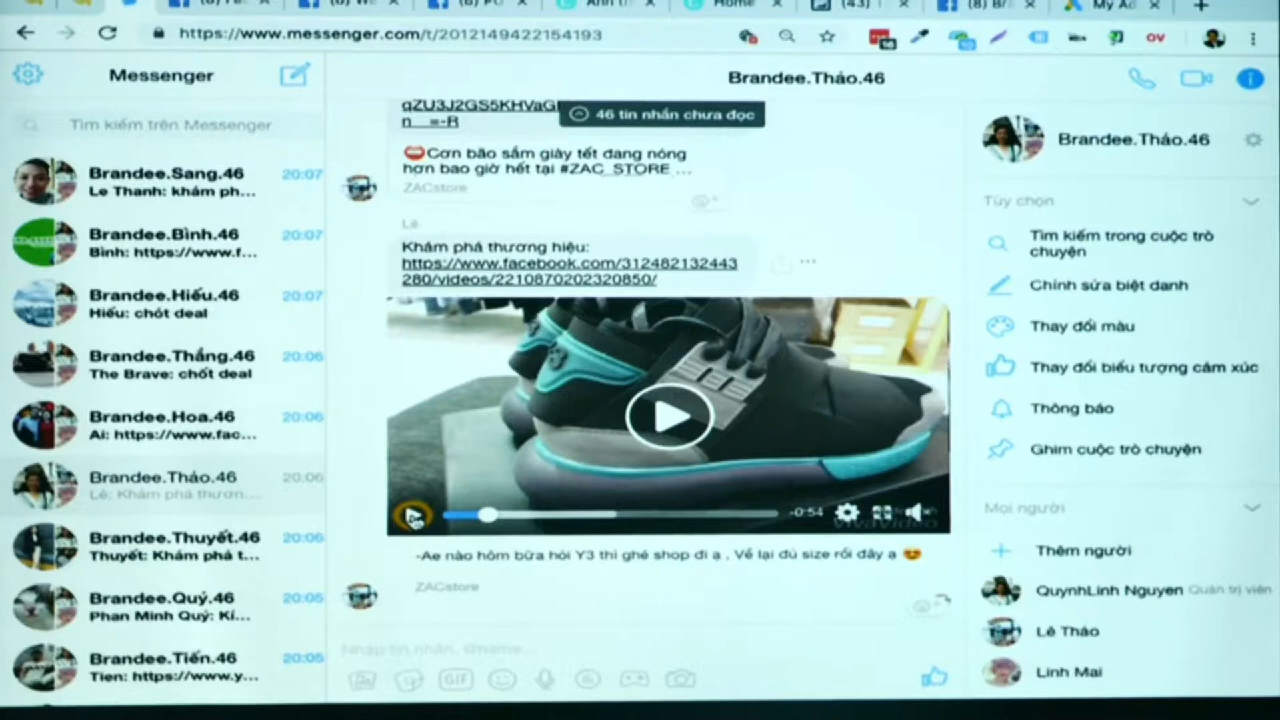 https://www.messenger.com/t/2012149422154193
Messenger
Brandee.Thảo.46
Tìm kiếm trên Messenger
Brandee.Sang.46
20:07
Le Thanh: khám ph...
Brandee.Bình.46
20:07
Bình: https://www.f...
Brandee.Hiếu.46
20:07
Hiếu: chốt deal
Brandee.Thắng.46
20:06
The Brave: chốt deal
Brandee.Hoa.46
20:06
Ai: https://www.fac...
Brandee.Thảo.46
20:06
Lê: Khám phá thươn...
Brandee.Thuyết.46
20:06
Thuyết: Khám phá t...
Brandee.Quý.46
20:05
Phan Minh Quý: Kí...
Brandee.Tiến.46
20:05
Tien: https://www.y...
46 tin nhắn chưa đọc
Cơn bão sắm giày tết đang nóng
hơn bao giờ hết tại #ZAC_STORE ...
ZACstore
Lê
Khám phá thương hiệu:
https://www.facebook.com/312482132443
280/videos/2210870202320850/
-0:54
VivaVideo
-Ae nào hôm bữa hỏi Y3 thì ghé shop đi ạ , Về lại đủ size rồi đây ạ
ZACstore
GIF
Brandee.Thảo.46
Tùy chọn
Tìm kiếm trong cuộc trò
chuyện
Chỉnh sửa biệt danh
Thay đổi màu
Thay đổi biểu tượng cảm xúc
Thông báo
Ghim cuộc trò chuyện
Mọi người
Thêm người
QuynhLinh Nguyen Quản trị viên
Lê Thảo
Linh Mai